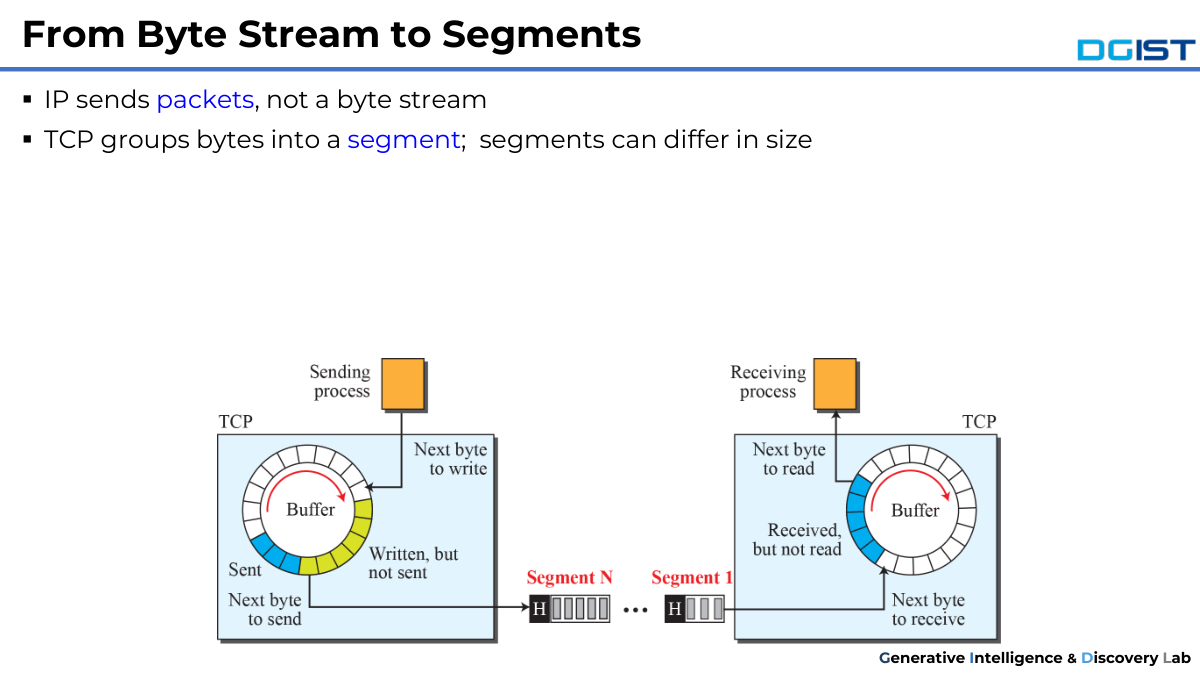 From Byte Stream to Segments
DGIST
▪ IP sends packets, not a byte stream
▪ TCP groups bytes into a segment;  segments can differ in size
Sending
process
Receiving
process
TCP
TCP
Next byte
to write
Next byte
to read
Buffer
Buffer
Received,
but not read
Written, but
not sent
Sent
Segment N
Segment 1
Next byte
to send
H
...
H
Next byte
to receive
Generative Intelligence & Discovery Lab